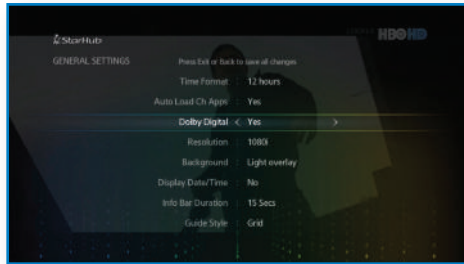 StarHub
HBO HD
GENERAL SETTINGS
Press Exit or Back to save all changes
Time Format : 12 hours
Auto Load Ch Apps : Yes
Dolby Digital < Yes >
Resolution : 1080i
Background : Light overlay
Display Date/Time : No
Info Bar Duration : 15 Secs
Guide Style : Grid